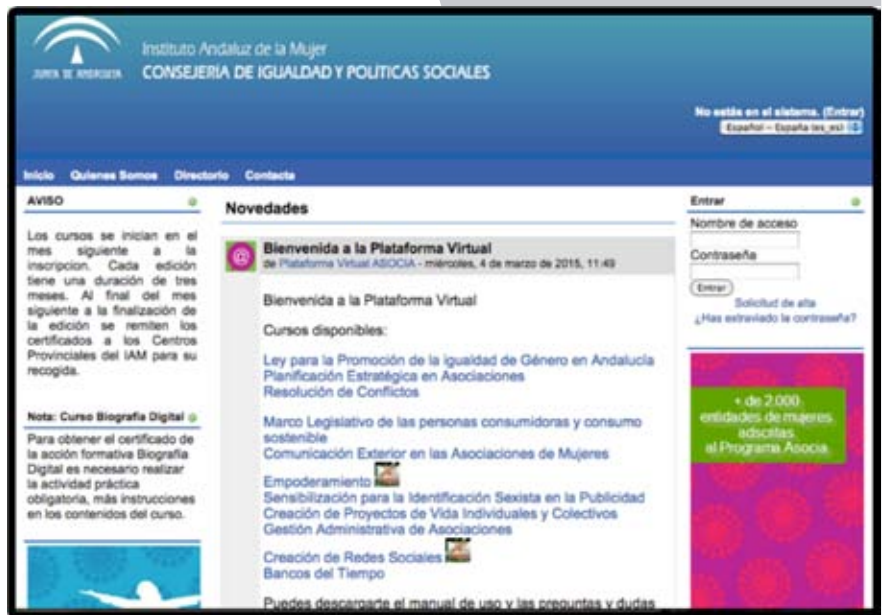 JUNTA DE ANDALUCIA
Instituto Andaluz de la Mujer
CONSEJERÍA DE IGUALDAD Y POLÍTICAS SOCIALES
No estás en el sistema. (Entrar)
Español - España (es_es)
Inicio Quienes Somos Directorio Contacta
AVISO
Los cursos se inician en el
mes siguiente a la
inscripcion. Cada edición
tiene una duración de tres
meses. Al final del mes
siguiente a la finalización de
la edición se remiten los
certificados a los Centros
Provinciales del IAM para su
recogida.
Nota: Curso Biografia Digital
Para obtener el certificado de
la acción formativa Biografía
Digital es necesario realizar
la actividad práctica
obligatoria, más instrucciones
en los contenidos del curso.
Novedades
@
Bienvenida a la Plataforma Virtual
de Plataforma Virtual ASOCIA - miércoles, 4 de marzo de 2015, 11:49
Bienvenida a la Plataforma Virtual
Cursos disponibles:
Ley para la Promoción de la igualdad de Género en Andalucía
Planificación Estratégica en Asociaciones
Resolución de Conflictos
Marco Legislativo de las personas consumidoras y consumo
sostenible
Comunicación Exterior en las Asociaciones de Mujeres
Empoderamiento
Sensibilización para la Identificación Sexista en la Publicidad
Creación de Proyectos de Vida Individuales y Colectivos
Gestión Administrativa de Asociaciones
Creación de Redes Sociales
Bancos del Tiempo
Puedes descargarte el manual de uso y las preguntas y dudas
Entrar
Nombre de acceso
Contraseña
Entrar
Solicitud de alta
¿Has extraviado la contraseña?
+ de 2.000
entidades de mujeres
adscritas
al Programa Asocia.